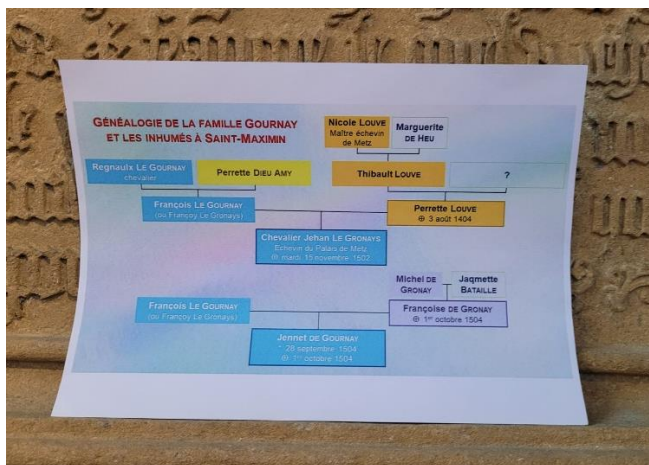 GÉNÉALOGIE DE LA FAMILLE GOURNAY
ET LES INHUMÉS À SAINT-MAXIMIN
Nicole LOUVE
Maître échevin
de Metz
Marguerite
DE HEU
Regnaulx LE GOURNAY
chevalier
Perrette DIEU AMY
Thibault LOUVE
?
François LE GOURNAY
(ou Françoy Le Gronays)
Perrette LOUVE
⊕ 3 août 1404
Chevalier Jehan LE GRONAYS
Echevin du Palais de Metz
⊕ mardi 15 novembre 1502
Michel DE
GRONAY
Jaqmette
BATAILLE
François LE GOURNAY
(ou Françoy Le Gronays)
Françoise DE GRONAY
⊕ 1er octobre 1504
Jennet DE GOURNAY
* 28 septembre 1504
⊕ 1er octobre 1504